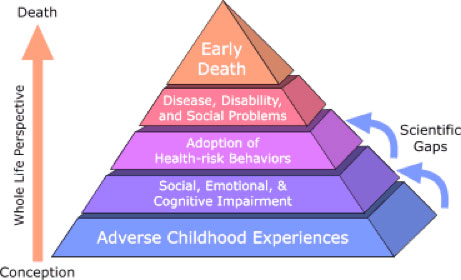 Death
Early
Death
Disease, Disability,
and Social Problems
Scientific
Gaps
Adoption of
Health-risk Behaviors
Whole Life Perspective
Social, Emotional, &
Cognitive Impairment
Adverse Childhood Experiences
Conception